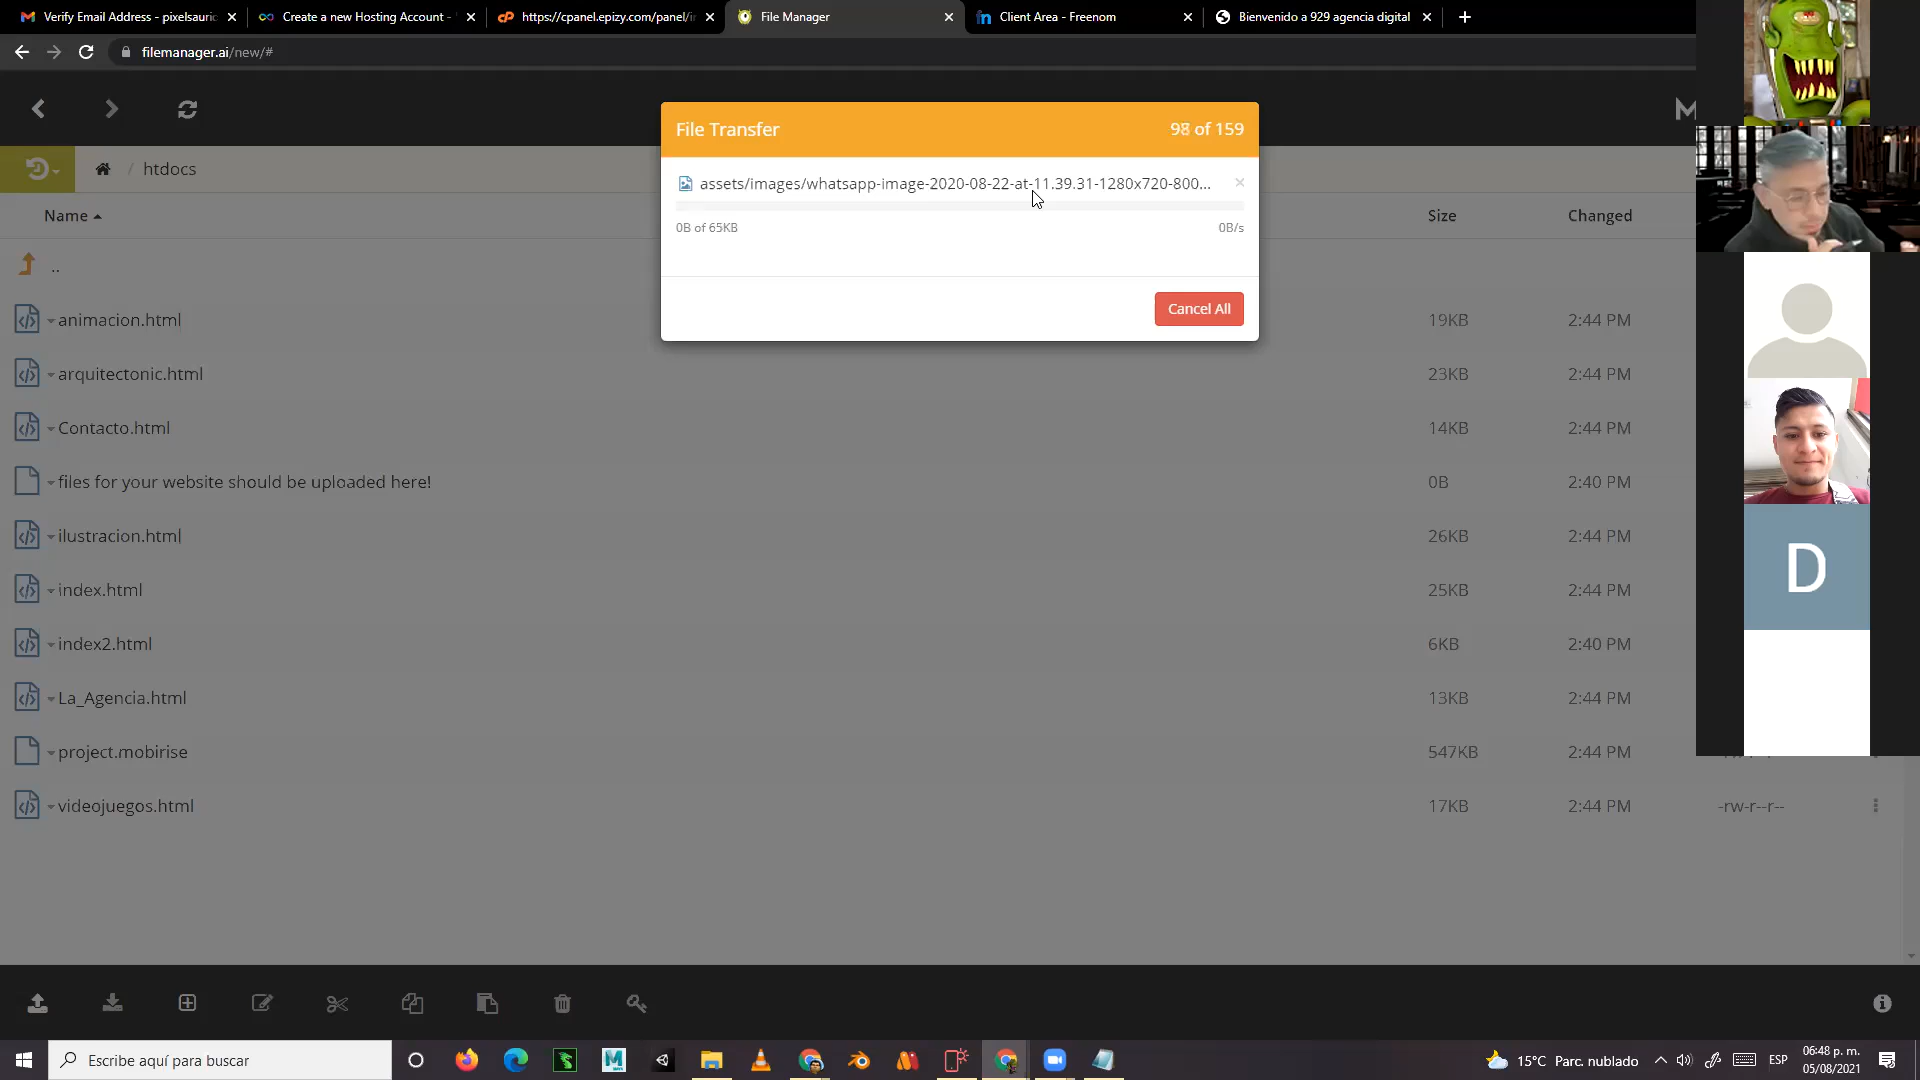 Verify Email Address - pixelsauric
Create a new Hosting Account -
https://cpanel.epizy.com/panel/ir
File Manager
Client Area - Freenom
Bienvenido a 929 agencia digital
filemanager.ai/new/#
File Transfer
98 of 159
assets/images/whatsapp-image-2020-08-22-at-11.39.31-1280x720-800...
0B of 65KB
0B/s
Cancel All
htdocs
Name
Size
Changed
..
animacion.html 19KB 2:44 PM
arquitectonic.html 23KB 2:44 PM
Contacto.html 14KB 2:44 PM
files for your website should be uploaded here! 0B 2:40 PM
ilustracion.html 26KB 2:44 PM
index.html 25KB 2:44 PM
index2.html 6KB 2:40 PM
La_Agencia.html 13KB 2:44 PM
project.mobirise 547KB 2:44 PM
videojuegos.html 17KB 2:44 PM -rw-r--r--
D
Escribe aquí para buscar
15°C Parc. nublado
ESP
06:48 p. m.
05/08/2021